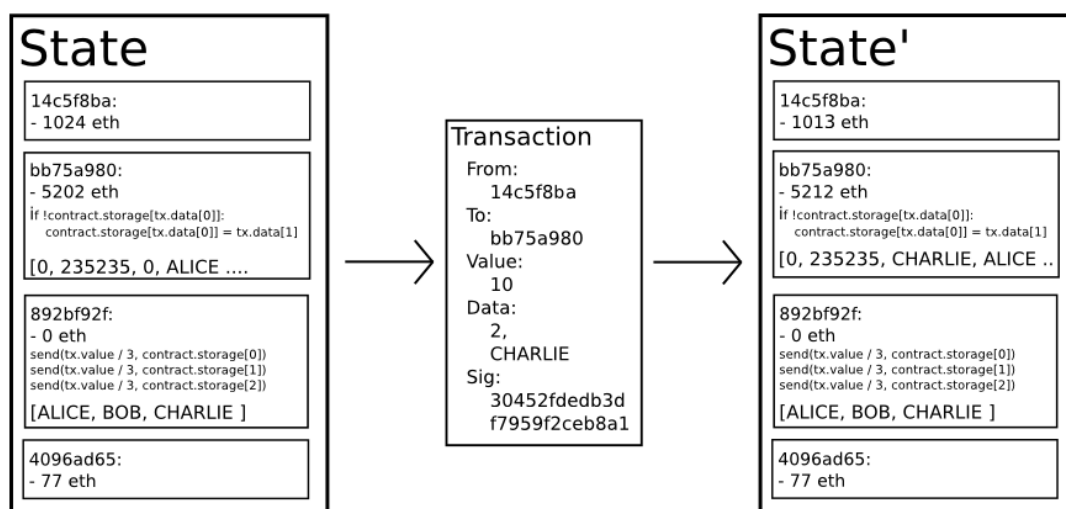 State
14c5f8ba:
- 1024 eth
bb75a980:
- 5202 eth
if !contract.storage[tx.data[0]]:
contract.storage[tx.data[0]] = tx.data[1]
[0, 235235, 0, ALICE ....
892bf92f:
- 0 eth
send(tx.value / 3, contract.storage[0])
send(tx.value / 3, contract.storage[1])
send(tx.value / 3, contract.storage[2])
[ALICE, BOB, CHARLIE ]
4096ad65:
- 77 eth
Transaction
From:
14c5f8ba
To:
bb75a980
Value:
10
Data:
2,
CHARLIE
Sig:
30452fdedb3d
f7959f2ceb8a1
State'
14c5f8ba:
- 1013 eth
bb75a980:
- 5212 eth
if !contract.storage[tx.data[0]]:
contract.storage[tx.data[0]] = tx.data[1]
[0, 235235, CHARLIE, ALICE ..
892bf92f:
- 0 eth
send(tx.value / 3, contract.storage[0])
send(tx.value / 3, contract.storage[1])
send(tx.value / 3, contract.storage[2])
[ALICE, BOB, CHARLIE ]
4096ad65:
- 77 eth